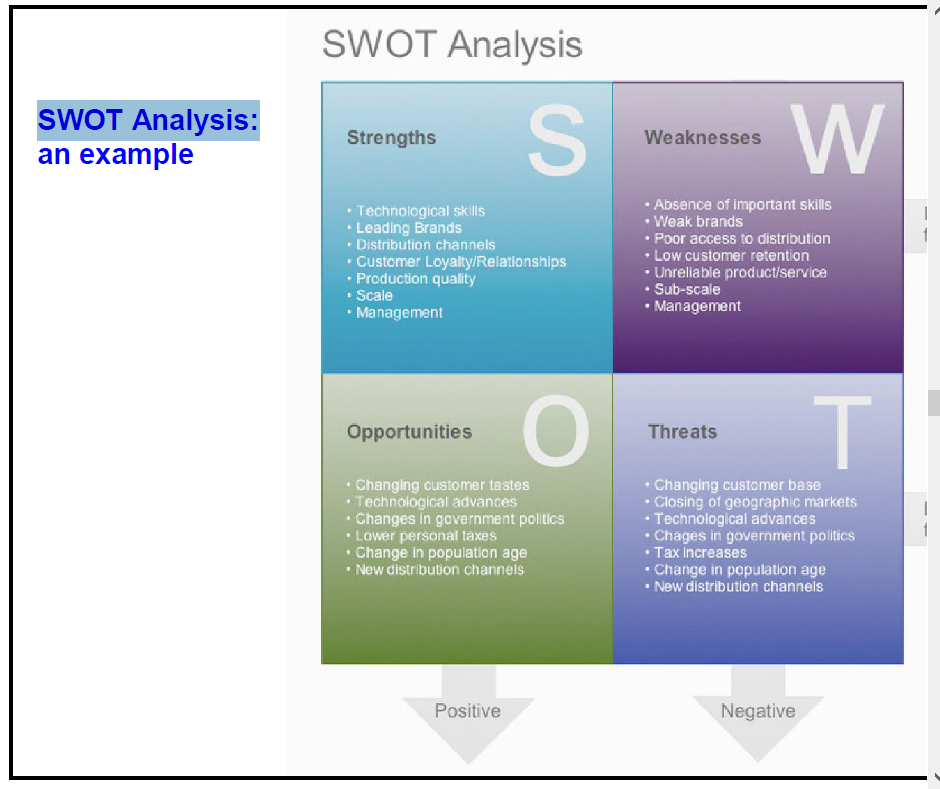 SWOT Analysis:
an example
SWOT Analysis
S
Strengths
• Technological skills
• Leading Brands
• Distribution channels
• Customer Loyalty/Relationships
• Production quality
• Scale
• Management
W
Weaknesses
• Absence of important skills
• Weak brands
• Poor access to distribution
• Low customer retention
• Unreliable product/service
• Sub-scale
• Management
O
Opportunities
• Changing customer tastes
• Technological advances
• Changes in government politics
• Lower personal taxes
• Change in population age
• New distribution channels
T
Threats
• Changing customer base
• Closing of geographic markets
• Technological advances
• Chages in government politics
• Tax increases
• Change in population age
• New distribution channels
Positive
Negative